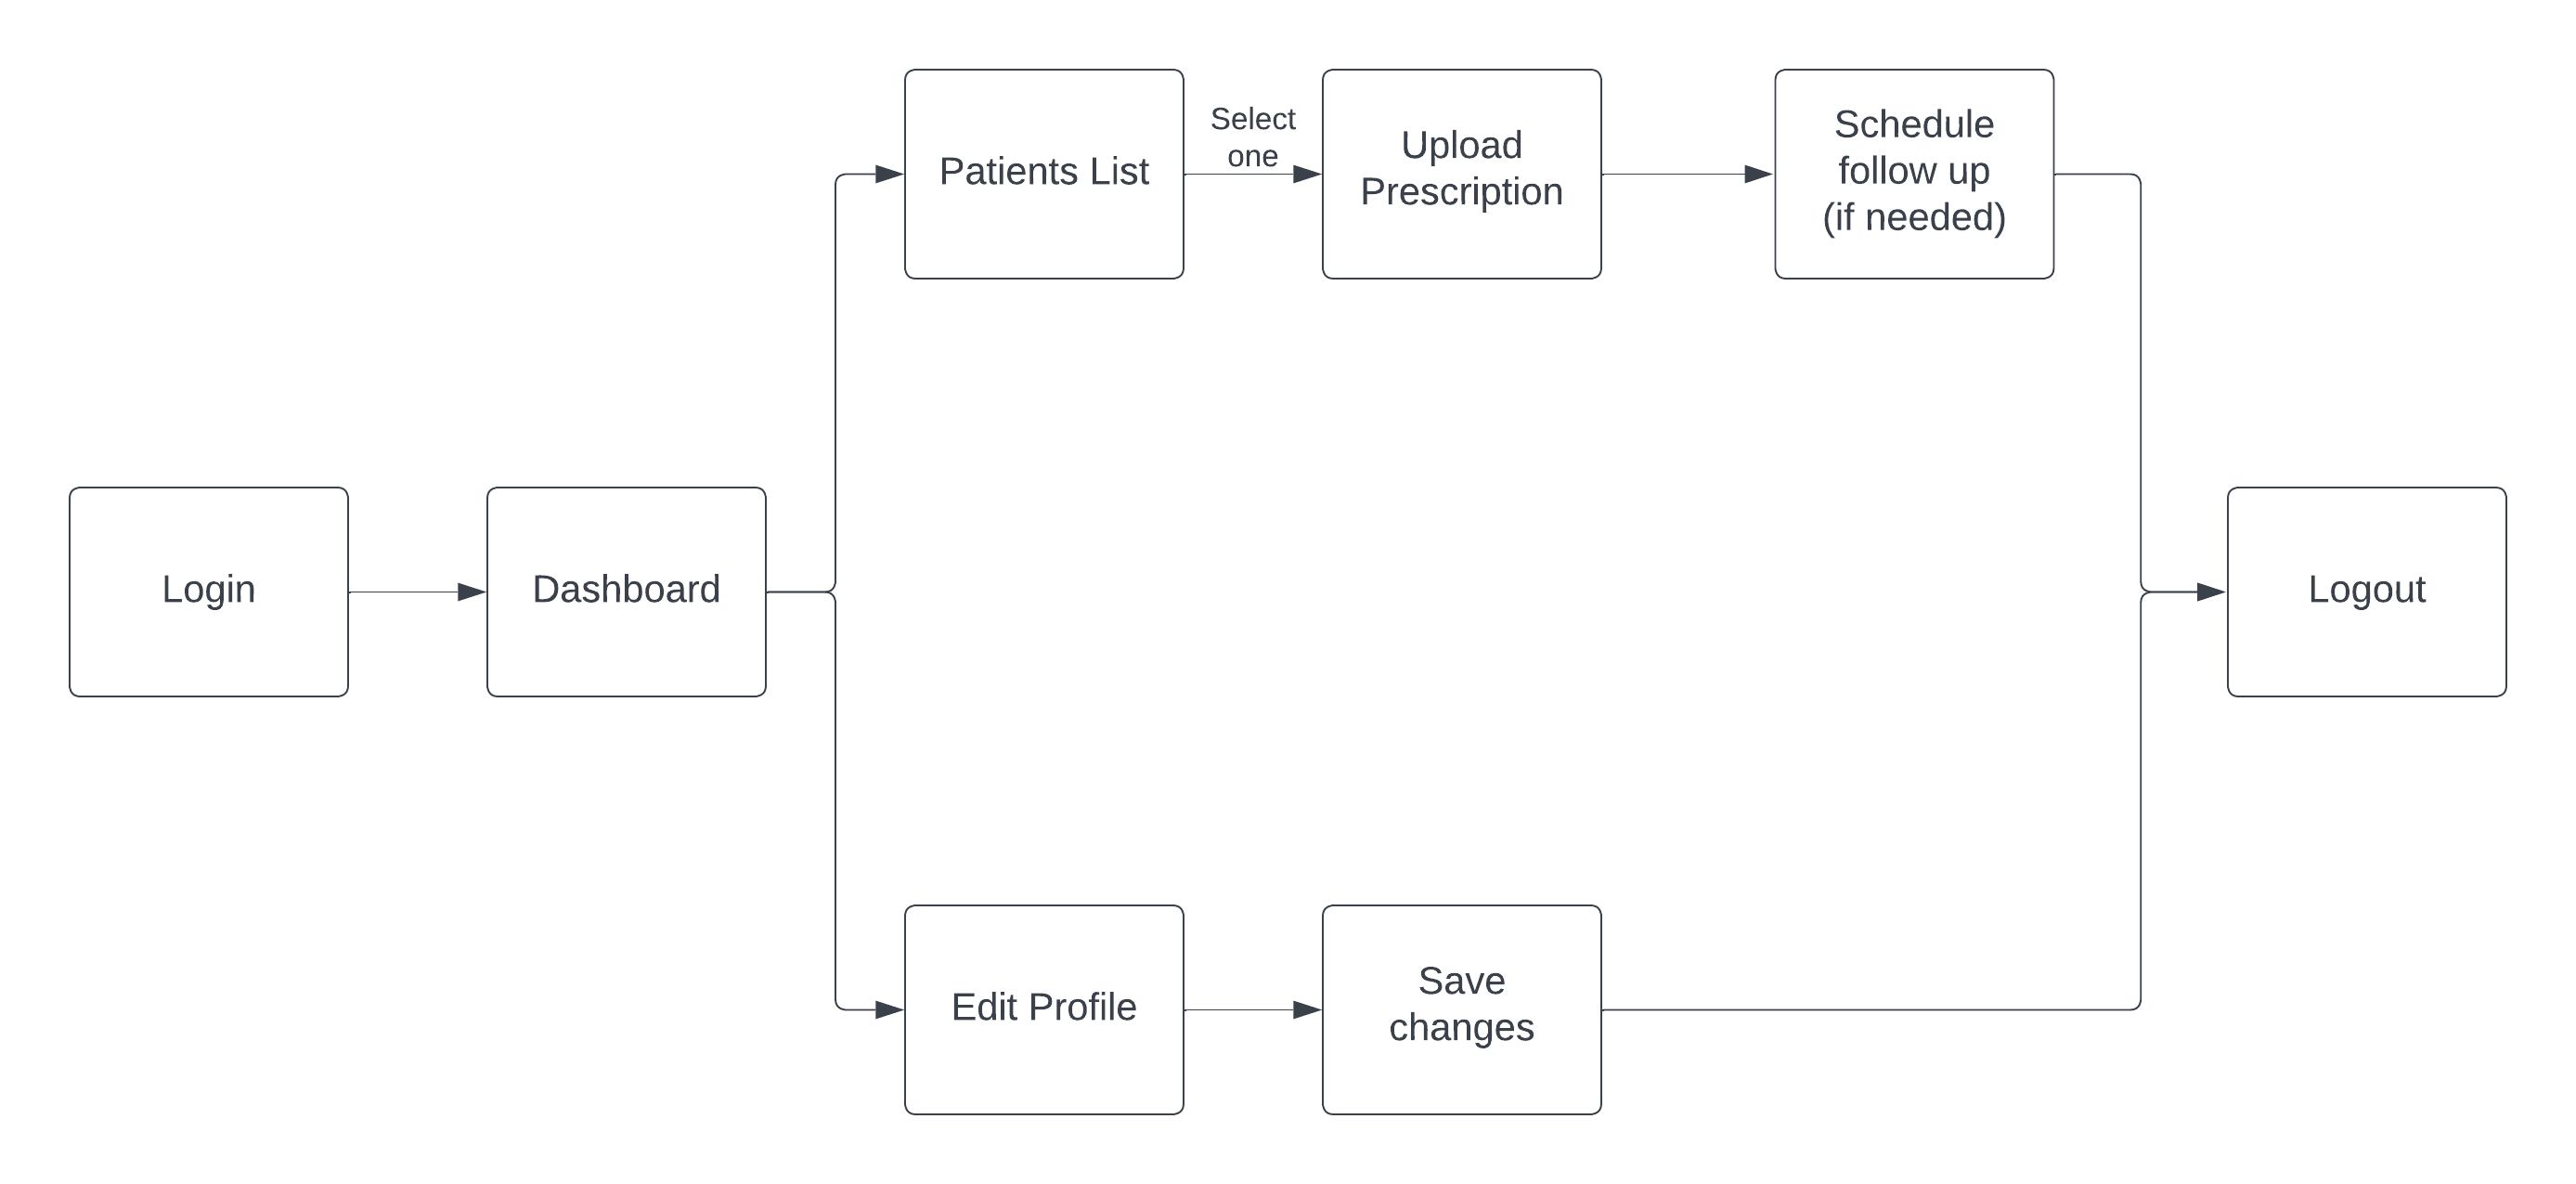 Patients List
Select
one
Upload
Prescription
Schedule
follow up
(if needed)
Login
Dashboard
Logout
Edit Profile
Save
changes